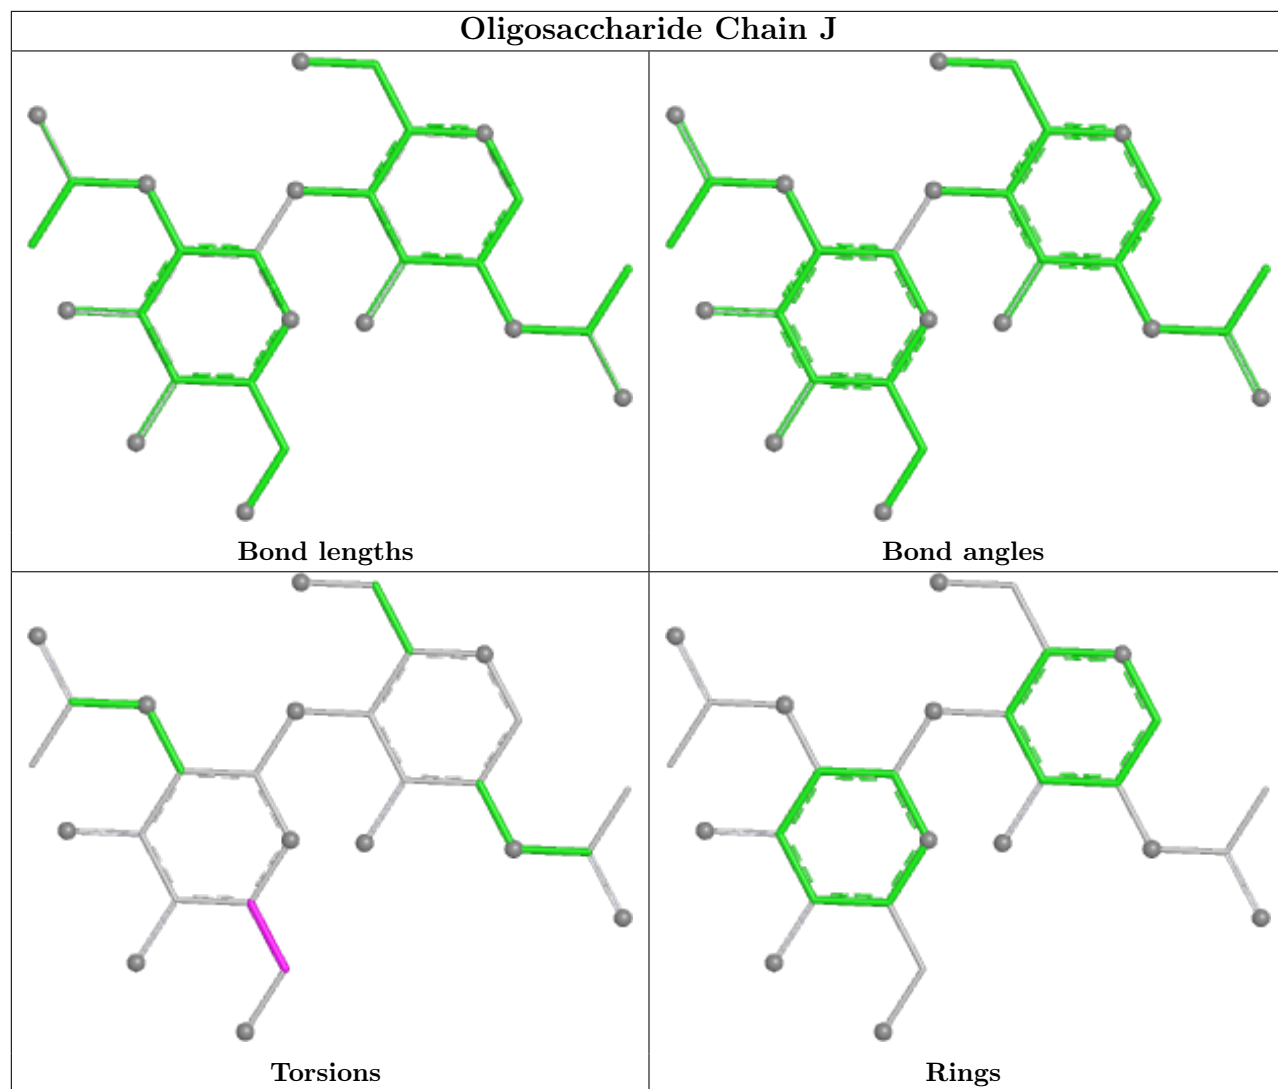 Oligosaccharide Chain J
Bond lengths
Bond angles
Torsions
Rings